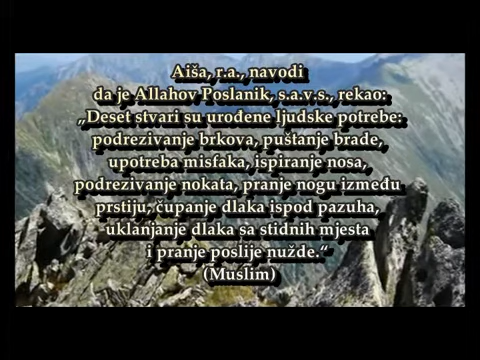 Aiša, r.a., navodi
da je Allahov Poslanik, s.a.v.s., rekao:
„Deset stvari su urođene ljudske potrebe:
podrezivanje brkova, puštanje brade,
upotreba misfaka, ispiranje nosa,
podrezivanje nokata, pranje nogu između
prstiju, čupanje dlaka ispod pazuha,
uklanjanje dlaka sa stidnih mjesta
i pranje poslije nužde.“
(Muslim)